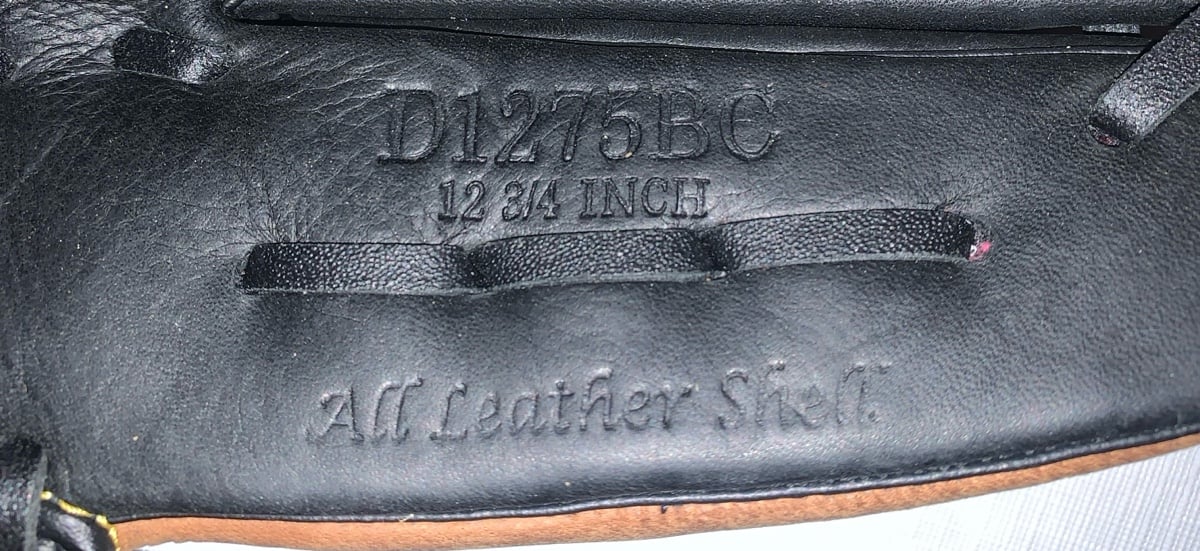 D1275BC
12 3/4 INCH
All Leather Shell